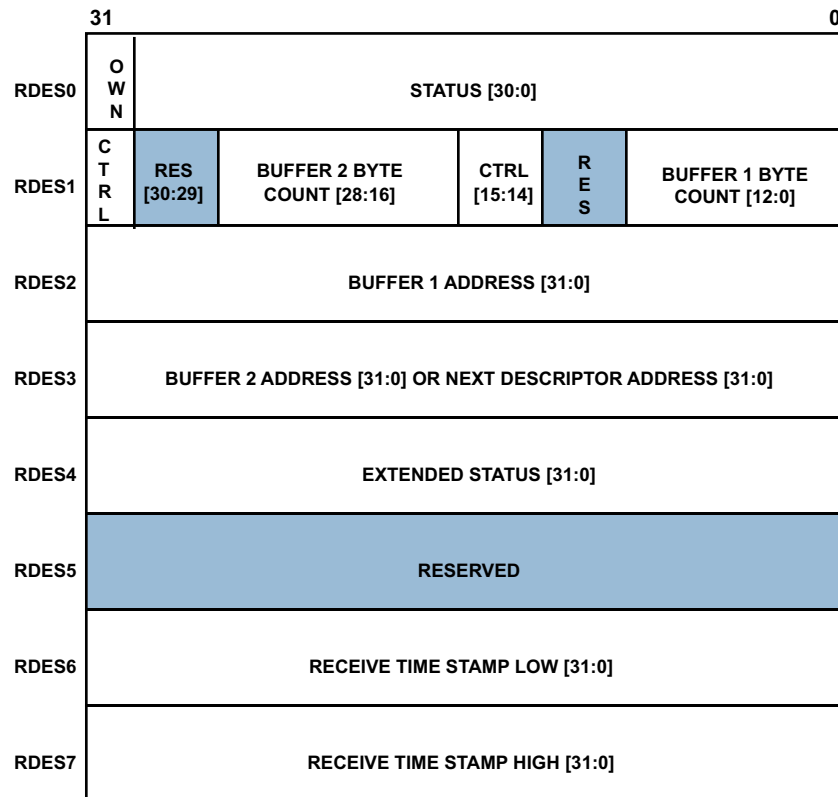 31 0
RDES0
OWN
STATUS [30:0]
RDES1
CTRL
RES
[30:29]
BUFFER 2 BYTE
COUNT [28:16]
CTRL
[15:14]
RES
BUFFER 1 BYTE
COUNT [12:0]
RDES2
BUFFER 1 ADDRESS [31:0]
RDES3
BUFFER 2 ADDRESS [31:0] OR NEXT DESCRIPTOR ADDRESS [31:0]
RDES4
EXTENDED STATUS [31:0]
RDES5
RESERVED
RDES6
RECEIVE TIME STAMP LOW [31:0]
RDES7
RECEIVE TIME STAMP HIGH [31:0]